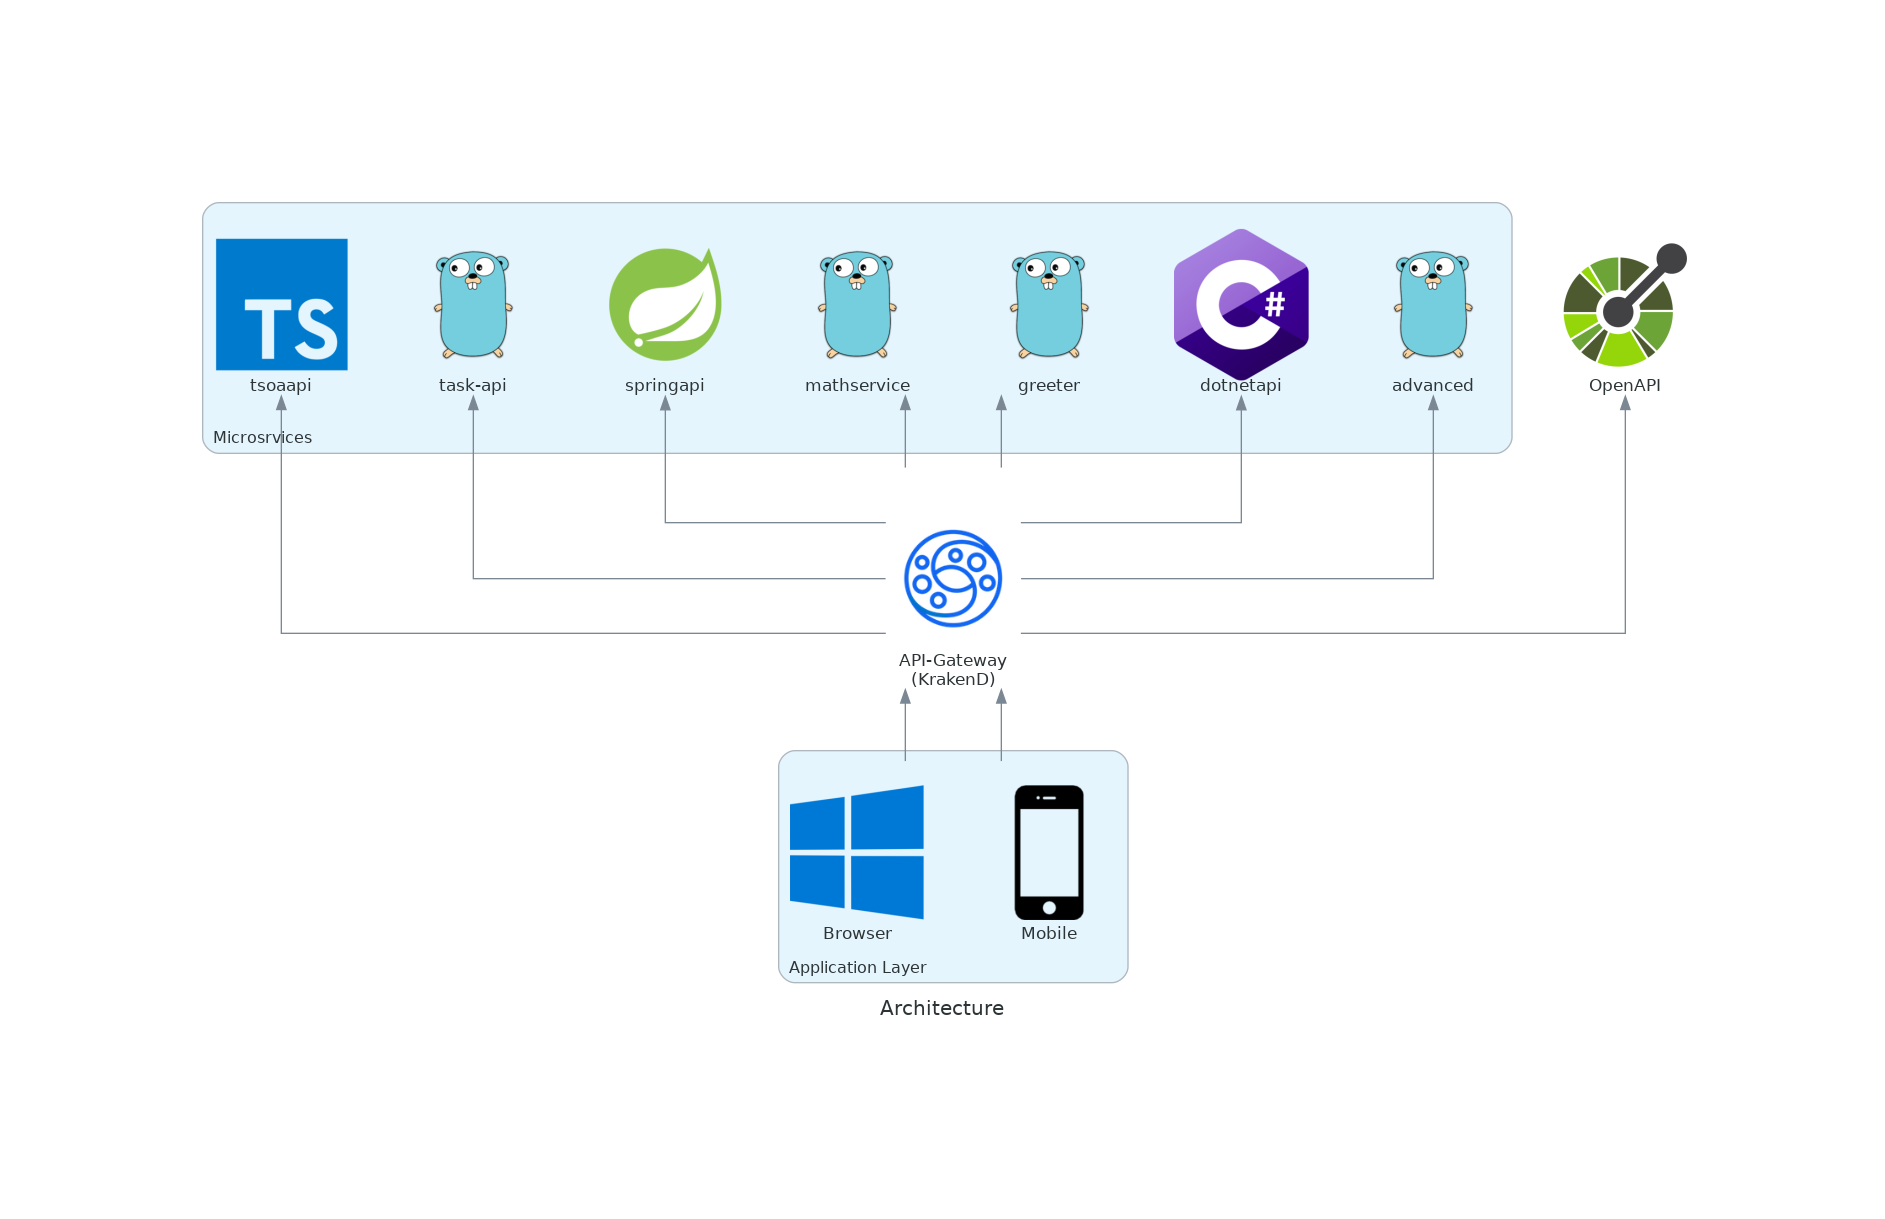 TS
#
tsoaapi
task-api
springapi
mathservice
greeter
dotnetapi
advanced
OpenAPI
Microsrvices
API-Gateway
(KrakenD)
Browser
Mobile
Application Layer
Architecture